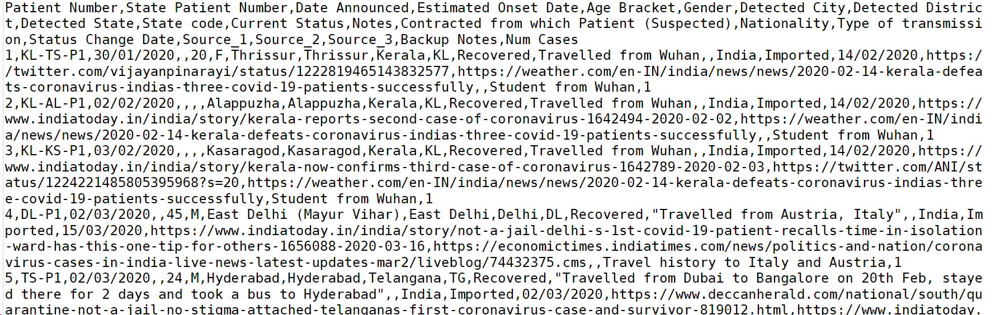 Patient Number,State Patient Number,Date Announced,Estimated Onset Date,Age Bracket,Gender,Detected City,Detected Distric
t,Detected State,State code,Current Status,Notes,Contracted from which Patient (Suspected),Nationality,Type of transmissi
on,Status Change Date,Source_1,Source_2,Source_3,Backup Notes,Num Cases
1,KL-TS-P1,30/01/2020,,20,F,Thrissur,Thrissur,Kerala,KL,Recovered,Travelled from Wuhan,,India,Imported,14/02/2020,https:/
/twitter.com/vijayanpinarayi/status/1222819465143832577,https://weather.com/en-IN/india/news/news/2020-02-14-kerala-defea
ts-coronavirus-indias-three-covid-19-patients-successfully,,Student from Wuhan,1
2,KL-AL-P1,02/02/2020,,,,Alappuzha,Alappuzha,Kerala,KL,Recovered,Travelled from Wuhan,,India,Imported,14/02/2020,https://
www.indiatoday.in/india/story/kerala-reports-second-case-of-coronavirus-1642494-2020-02-02,https://weather.com/en-IN/indi
a/news/news/2020-02-14-kerala-defeats-coronavirus-indias-three-covid-19-patients-successfully,,Student from Wuhan,1
3,KL-KS-P1,03/02/2020,,,,Kasaragod,Kasaragod,Kerala,KL,Recovered,Travelled from Wuhan,,India,Imported,14/02/2020,https://
www.indiatoday.in/india/story/kerala-now-confirms-third-case-of-coronavirus-1642789-2020-02-03,https://twitter.com/ANI/st
atus/1224221485805395968?s=20,https://weather.com/en-IN/india/news/news/2020-02-14-kerala-defeats-coronavirus-indias-thre
e-covid-19-patients-successfully,Student from Wuhan,1
4,DL-P1,02/03/2020,,45,M,East Delhi (Mayur Vihar),East Delhi,Delhi,DL,Recovered,"Travelled from Austria, Italy",,India,Im
ported,15/03/2020,https://www.indiatoday.in/india/story/not-a-jail-delhi-s-1st-covid-19-patient-recalls-time-in-isolation
-ward-has-this-one-tip-for-others-1656088-2020-03-16,https://economictimes.indiatimes.com/news/politics-and-nation/corona
virus-cases-in-india-live-news-latest-updates-mar2/liveblog/74432375.cms,,Travel history to Italy and Austria,1
5,TS-P1,02/03/2020,,24,M,Hyderabad,Hyderabad,Telangana,TG,Recovered,"Travelled from Dubai to Bangalore on 20th Feb, staye
d there for 2 days and took a bus to Hyderabad",,India,Imported,02/03/2020,https://www.deccanherald.com/national/south/qu
arantine-not-a-jail-no-stigma-attached-telanganas-first-coronavirus-case-and-survivor-819012.html,https://www.indiatoday.